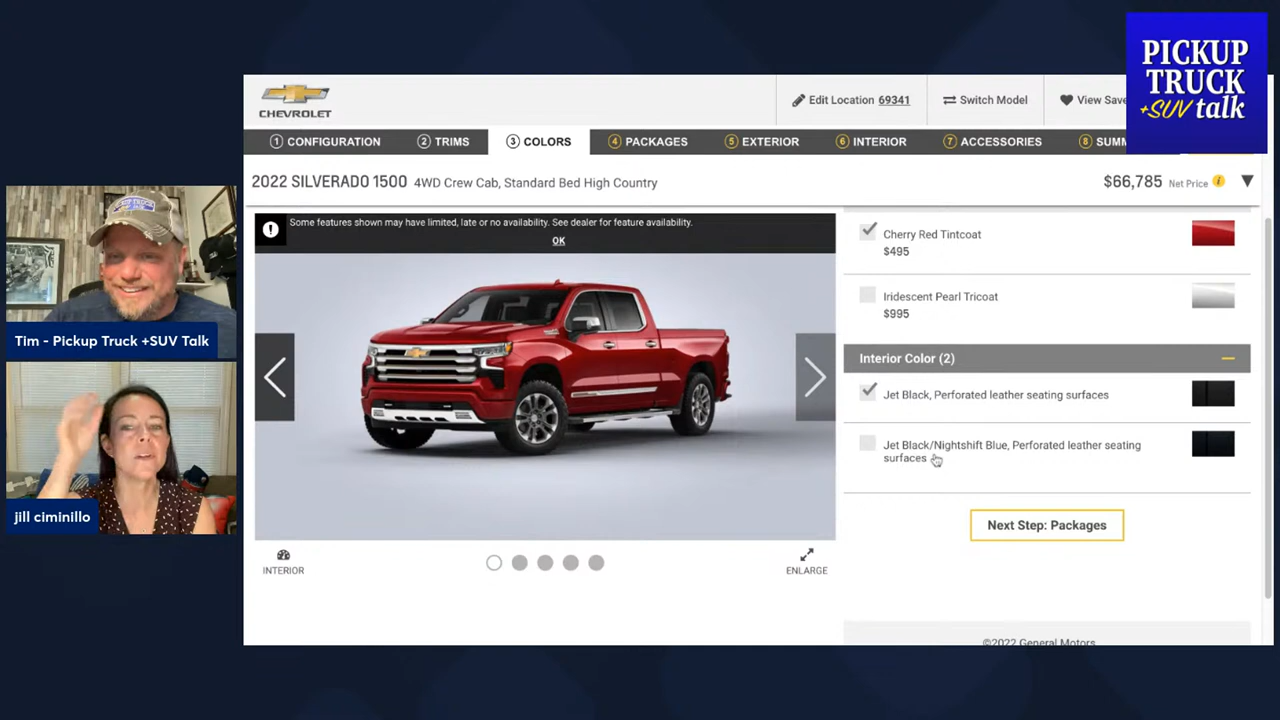 PICKUP
TRUCK
+SUV talk
CHEVROLET
Edit Location 69341
Switch Model
View Save
1 CONFIGURATION
2 TRIMS
3 COLORS
4 PACKAGES
5 EXTERIOR
6 INTERIOR
7 ACCESSORIES
8 SUMM
2022 SILVERADO 1500 4WD Crew Cab, Standard Bed High Country
$66,785 Net Price i
Some features shown may have limited, late or no availability. See dealer for feature availability.
OK
Cherry Red Tintcoat
$495
Iridescent Pearl Tricoat
$995
Interior Color (2)
Jet Black, Perforated leather seating surfaces
Jet Black/Nightshift Blue, Perforated leather seating
surfaces
Next Step: Packages
INTERIOR
ENLARGE
©2022 General Motors
Tim - Pickup Truck +SUV Talk
jill ciminillo